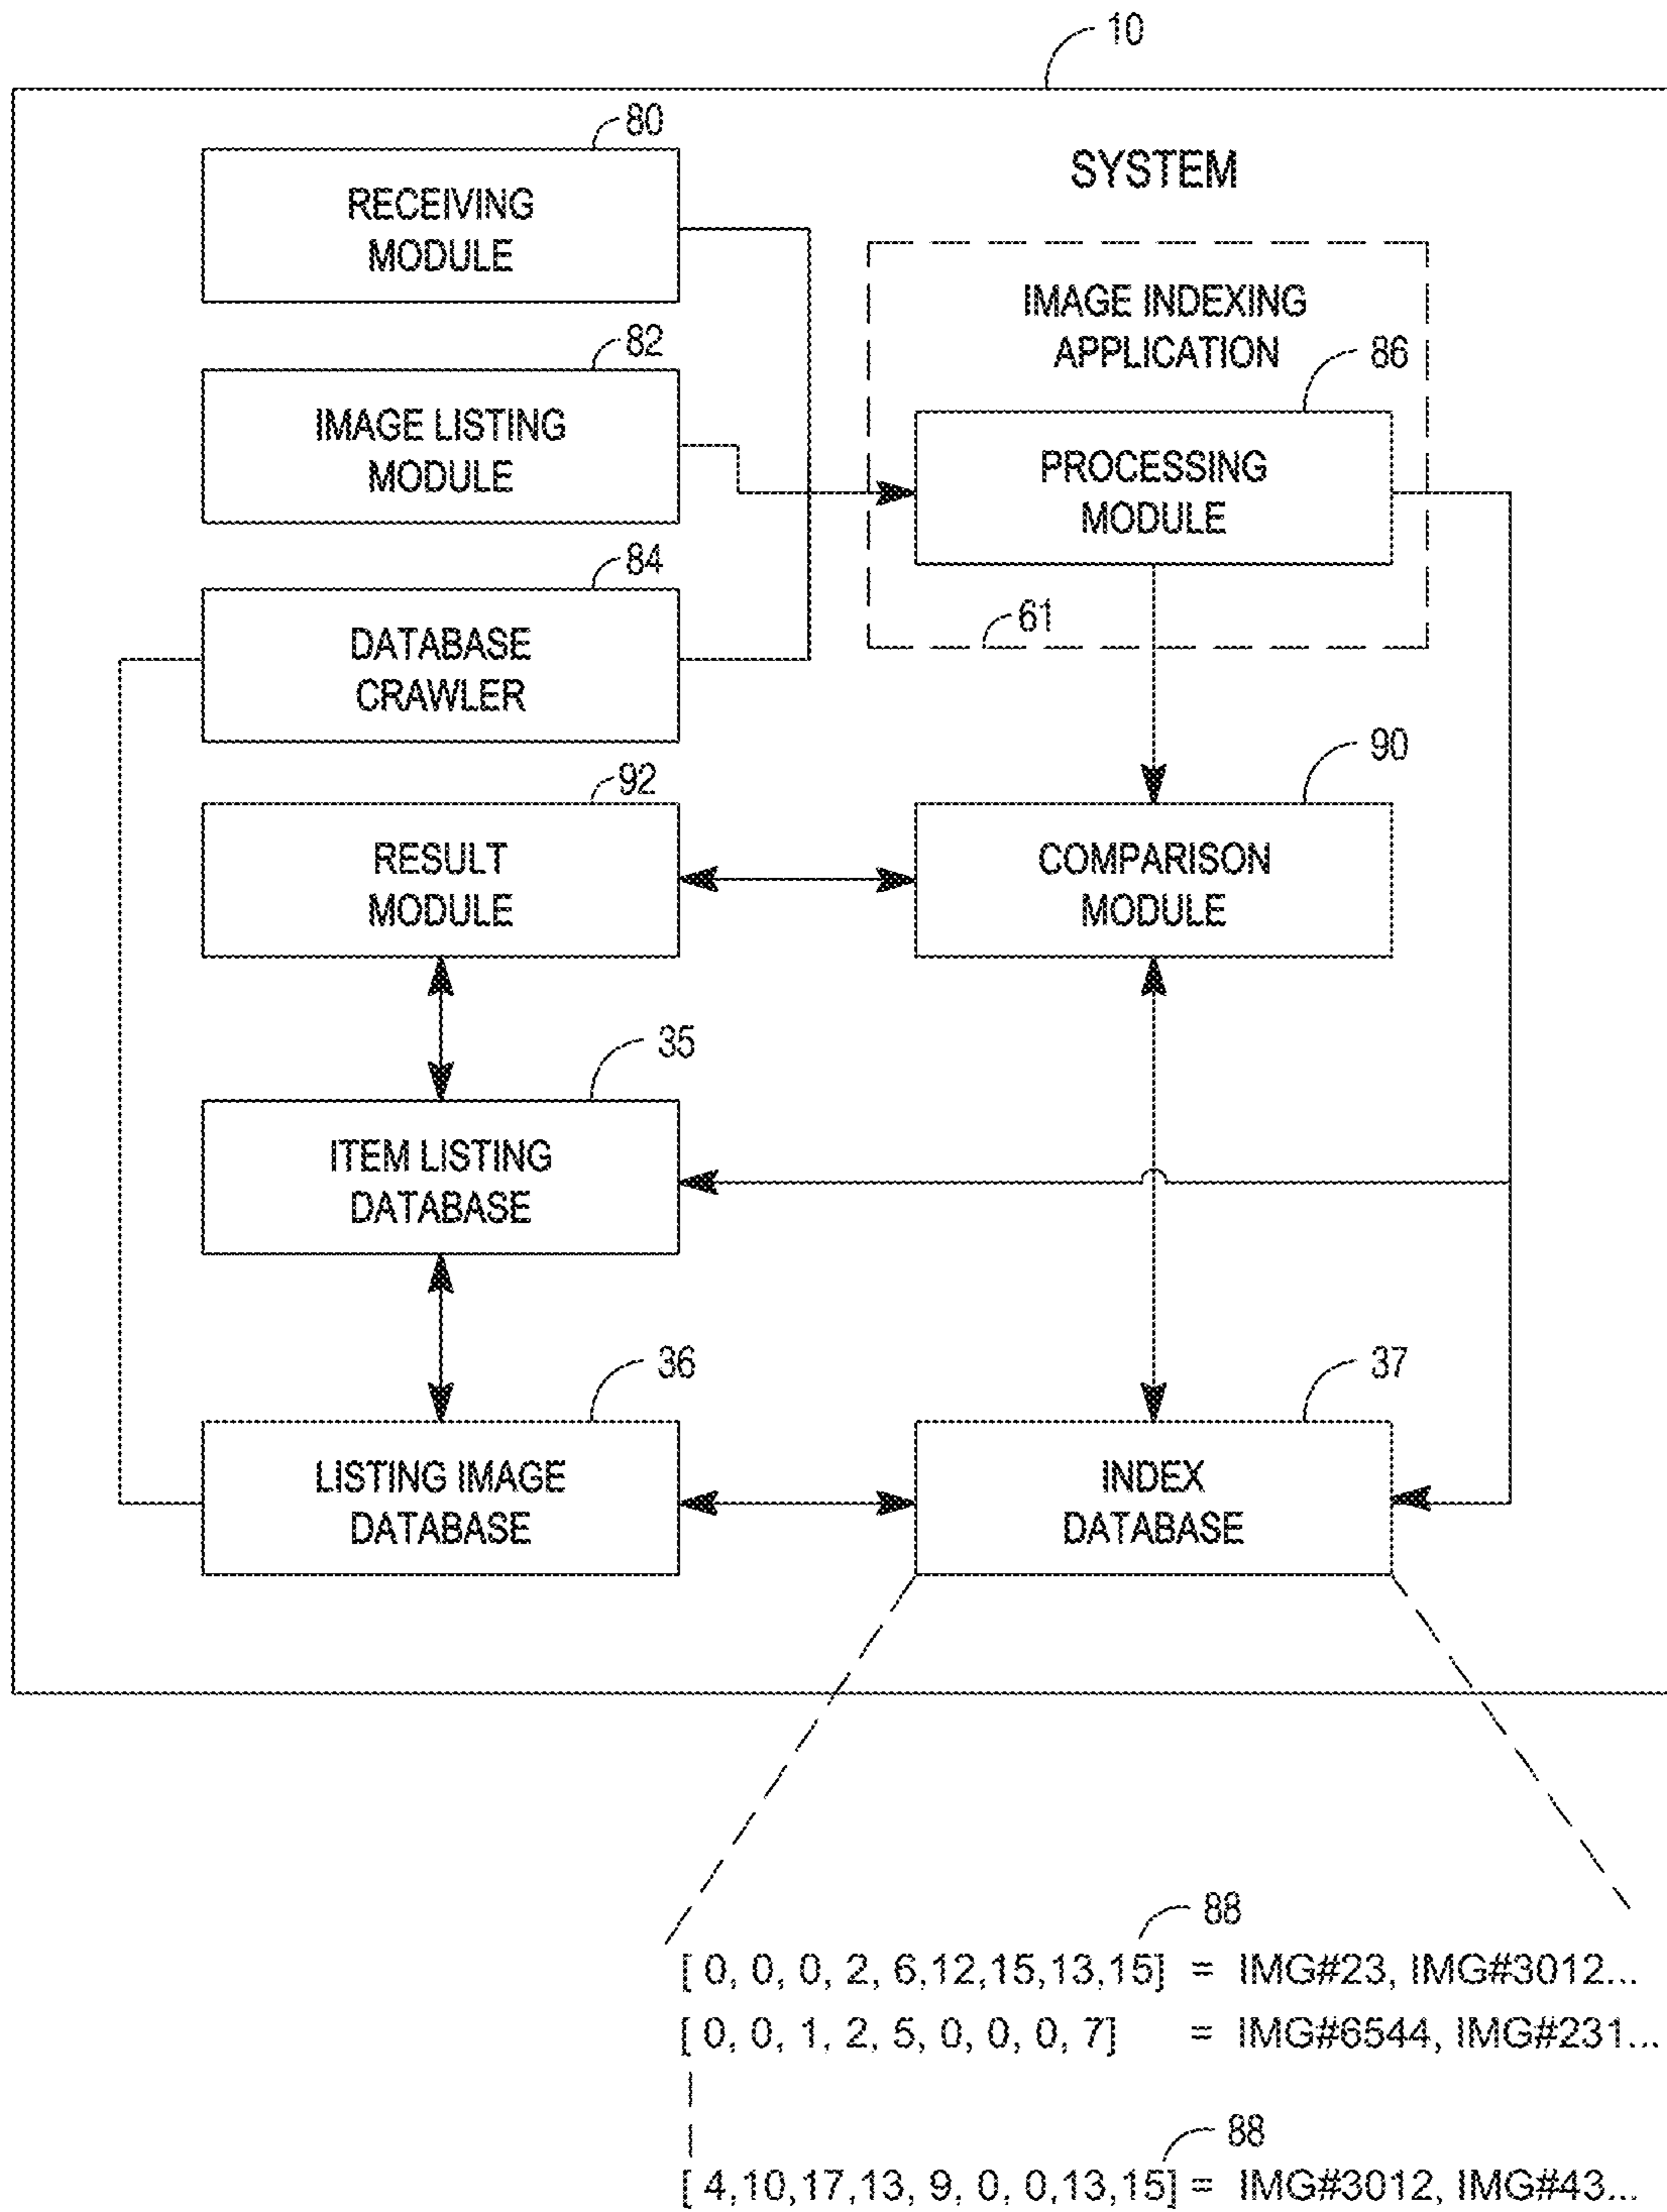 10
SYSTEM
80
RECEIVING
MODULE
82
IMAGE LISTING
MODULE
84
DATABASE
CRAWLER
IMAGE INDEXING
APPLICATION
86
PROCESSING
MODULE
61
92
RESULT
MODULE
90
COMPARISON
MODULE
35
ITEM LISTING
DATABASE
36
LISTING IMAGE
DATABASE
37
INDEX
DATABASE
88
[ 0, 0, 0, 2, 6,12,15,13,15] = IMG#23, IMG#3012...
[ 0, 0, 1, 2, 5, 0, 0, 0, 7] = IMG#6544, IMG#231...
88
[ 4,10,17,13, 9, 0, 0,13,15] = IMG#3012, IMG#43...